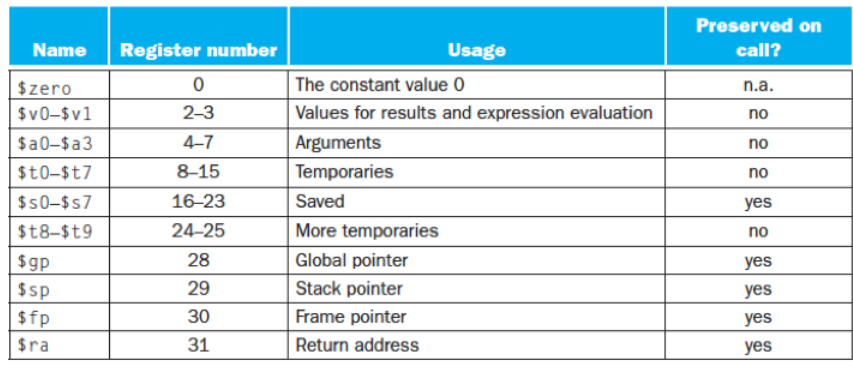 Name Register number Usage Preserved on call?
$zero 0 The constant value 0 n.a.
$v0–$v1 2–3 Values for results and expression evaluation no
$a0–$a3 4–7 Arguments no
$t0–$t7 8–15 Temporaries no
$s0–$s7 16–23 Saved yes
$t8–$t9 24–25 More temporaries no
$gp 28 Global pointer yes
$sp 29 Stack pointer yes
$fp 30 Frame pointer yes
$ra 31 Return address yes